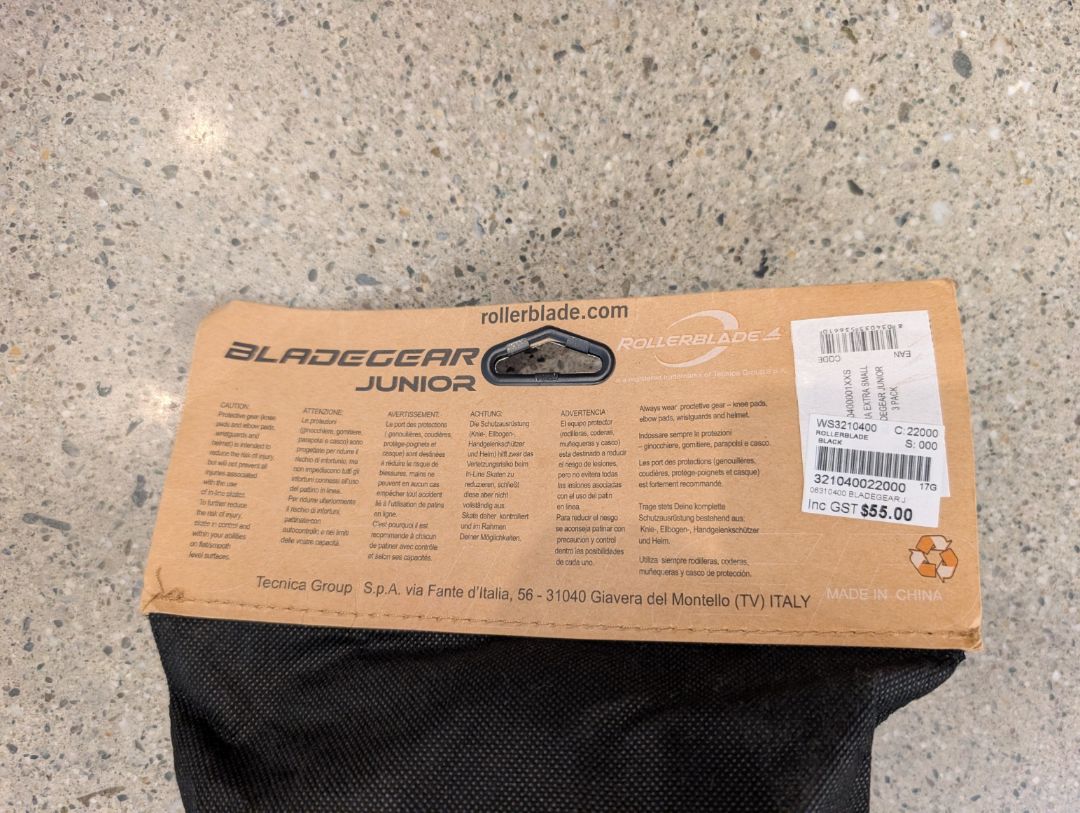 rollerblade.com
BLADEGEAR
JUNIOR
ROLLERBLADE
is a registered trademark of Tecnica Group S.p.A.
CAUTION:
Protective gear (knee
pads and elbow pads,
wristguards and
helmet) is intended to
reduce the risk of injury,
but will not prevent all
injuries associated
with the use
of in-line skates.
To further reduce
the risk of injury,
skate in control and
within your abilities
on flat/smooth
level surfaces.
ATTENZIONE:
Le protezioni
(ginocchiere, gomitiere,
parapolsi e casco) sono
progettate per ridurre il
rischio di infortunio, ma
non impediscono tutti gli
infortuni connessi all'uso
del pattino in linea.
Per ridurre ulteriormente
il rischio di infortuni,
pattinate con
autocontrollo e nei limiti
delle vostre capacità.
AVERTISSEMENT:
Le port des protections
( genouillères, coudières,
protège-poignets et
casque) sont destinées
à réduire le risque de
blessures, mains ne
peuvent en aucun cas
empêcher tout accident
lié à l'utilisation de patins
en ligne.
C'est pourquoi il est
recommandé à chacun
de patiner avec contrôle
et selon ses capacités.
ACHTUNG:
Die Schutzausrüstung
(Knie-, Ellbogen-,
Handgelenkschützer
und Helm) hilft zwar das
Verletzungsrisiko beim
In-Line Skaten zu
reduzieren, schließt
diese aber nicht
vollständig aus.
Skate daher kontrolliert
und im Rahmen
Deiner Möglichkeiten.
ADVERTENCIA
El equipo protector
(rodilleras, coderas,
muñequeras y casco)
esta destinado a reducir
el riesgo de lesiones,
pero no evitera todas
las lesiones asociadas
con el uso del patin
en linea.
Para reducir el riesgo
se aconseja patinar con
precaucion y control
dentro las posibilidades
de cada uno.
Always wear proctetive gear – knee pads,
elbow pads, wristguards and helmet.
Indossare sempre le protezioni
– ginocchiere, gomitiere, parapolsi e casco.
Les port des protections (genouillères,
coudières, protège-poignets et casque)
est fortement recommandé.
Trage stets Deine komplette
Schutzausrüstung bestehend aus
Knie-, Ellbogen-, Handgelenkschützer
und Helm.
Utiliza siempre rodilleras, coderas,
muñequeras y casco de protección.
Tecnica Group S.p.A. via Fante d'Italia, 56 - 31040 Giavera del Montello (TV) ITALY
MADE IN CHINA
EAN
CODE
0400001XXS
A EXTRA SMALL
DEGEAR JUNIOR
3 PACK
WS3210400 C: 22000
ROLLERBLADE S: 000
BLACK
321040022000 17G
06310400 BLADEGEAR J
Inc GST $55.00